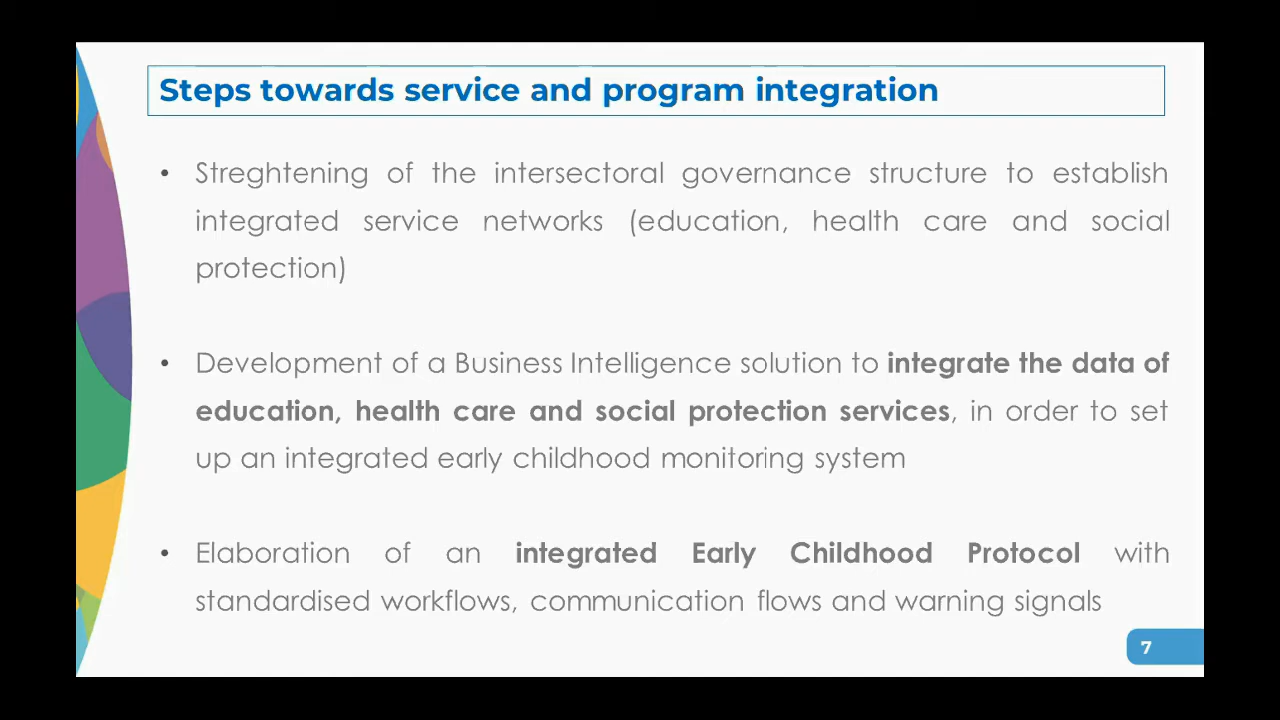 Steps towards service and program integration
• Streghtening of the intersectoral governance structure to establish
integrated service networks (education, health care and social
protection)
• Development of a Business Intelligence solution to integrate the data of
education, health care and social protection services, in order to set
up an integrated early childhood monitoring system
• Elaboration of an integrated Early Childhood Protocol with
standardised workflows, communication flows and warning signals
7